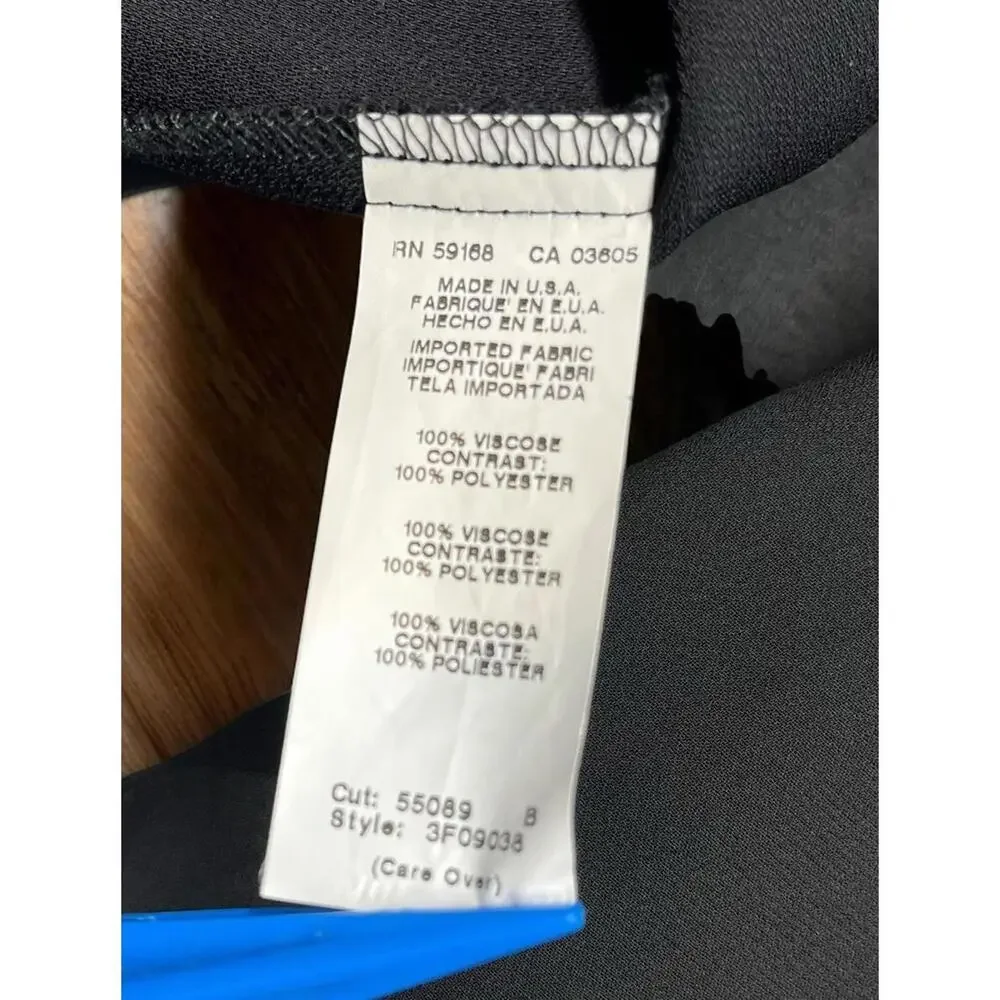 RN 59168 CA 03605
MADE IN U.S.A.
FABRIQUE' EN E.U.A.
HECHO EN E.U.A.
IMPORTED FABRIC
IMPORTIQUE' FABRI
TELA IMPORTADA
100% VISCOSE
CONTRAST:
100% POLYESTER
100% VISCOSE
CONTRASTE:
100% POLYESTER
100% VISCOSA
CONTRASTE:
100% POLIESTER
Cut: 55089 8
Style: 3F09038
(Care Over)